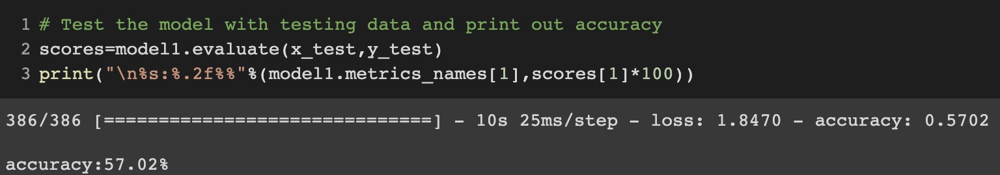 1 # Test the model with testing data and print out accuracy
2 scores=model1.evaluate(x_test,y_test)
3 print("\n%s:%.2f%%"%(model1.metrics_names[1],scores[1]*100))
386/386 [==============================] - 10s 25ms/step - loss: 1.8470 - accuracy: 0.5702
accuracy:57.02%